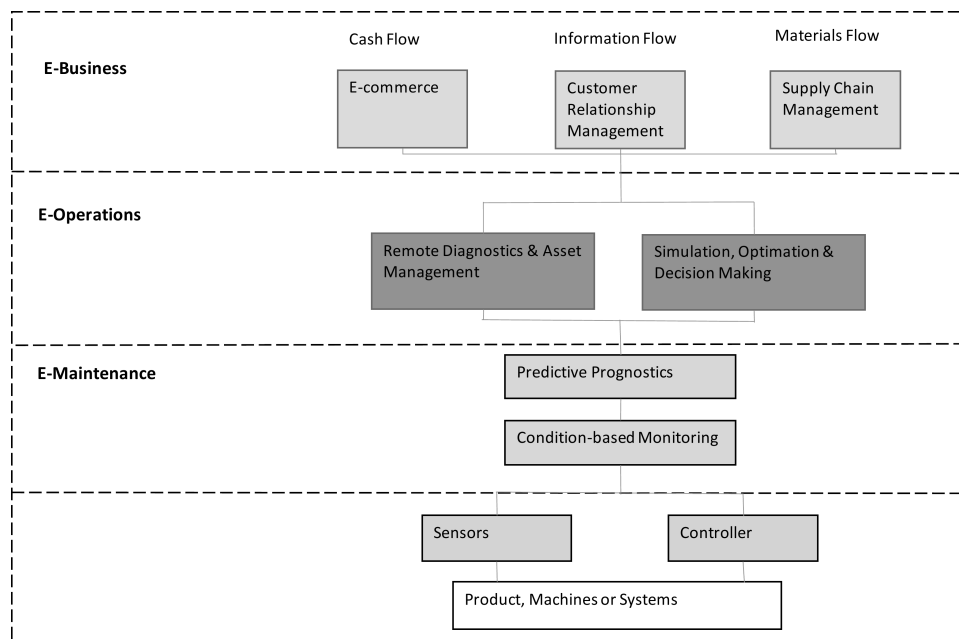 Cash Flow
Information Flow
Materials Flow
E-Business
E-commerce
Customer
Relationship
Management
Supply Chain
Management
E-Operations
Remote Diagnostics & Asset
Management
Simulation, Optimation &
Decision Making
E-Maintenance
Predictive Prognostics
Condition-based Monitoring
Sensors
Controller
Product, Machines or Systems